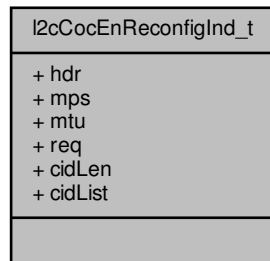 l2cCocEnReconfigInd_t
+ hdr
+ mps
+ mtu
+ req
+ cidLen
+ cidList